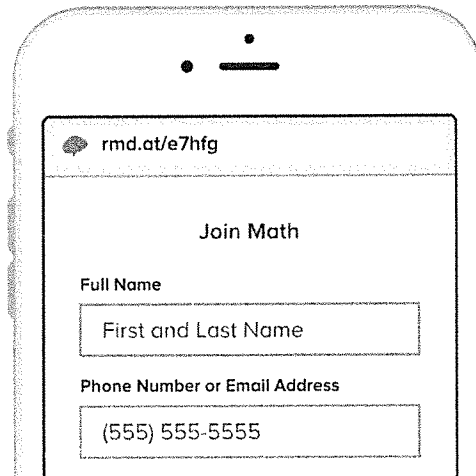 rmd.at/e7hfg
Join Math
Full Name
First and Last Name
Phone Number or Email Address
(555) 555-5555